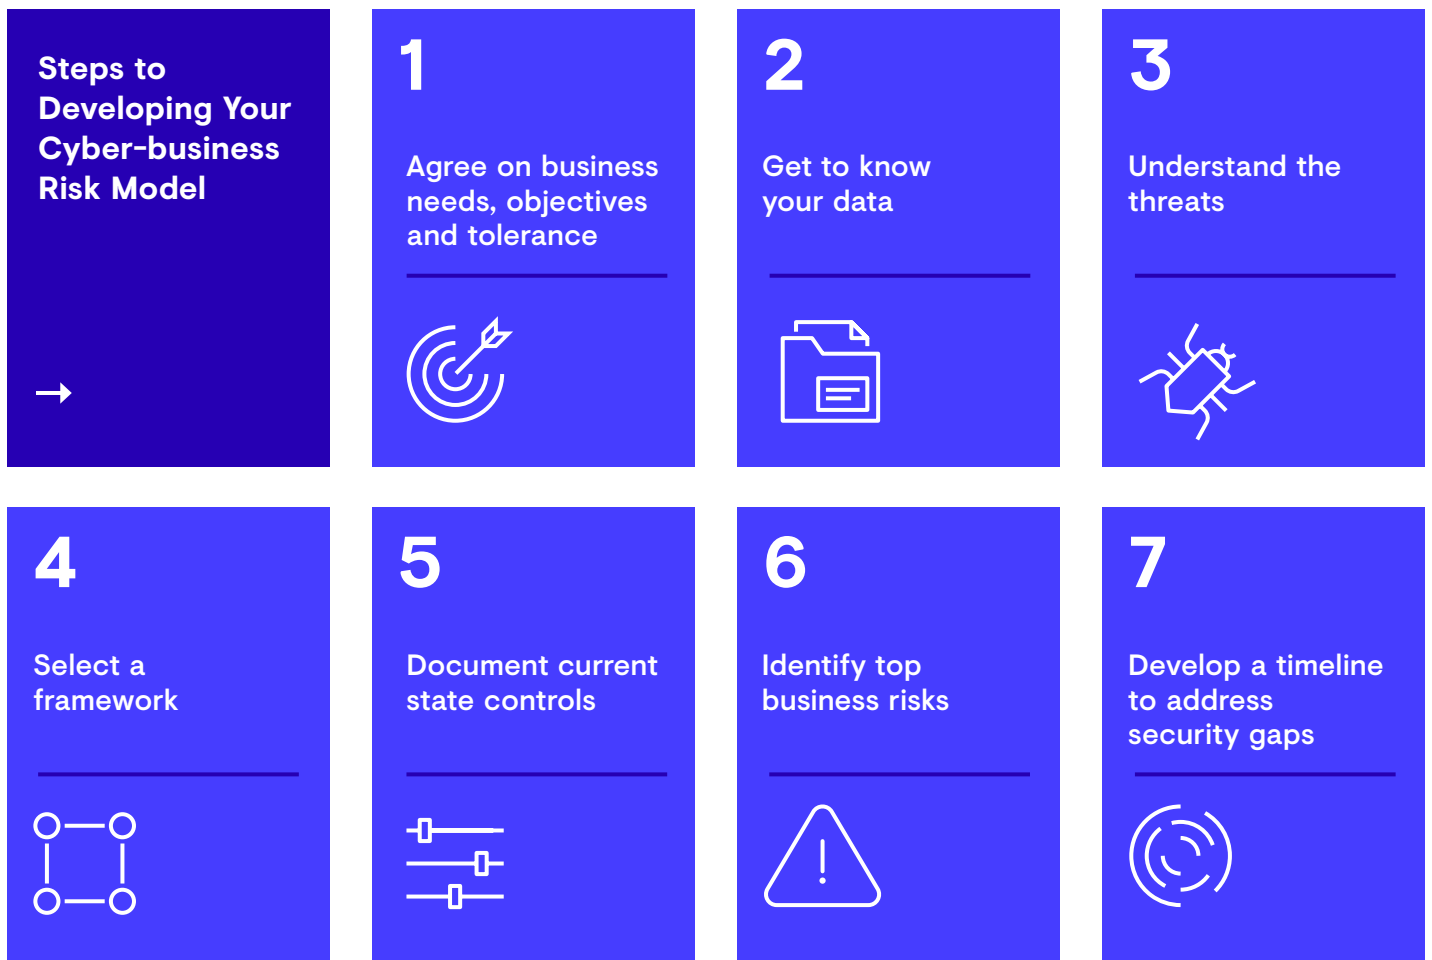 Steps to
Developing Your
Cyber-business
Risk Model
1
Agree on business
needs, objectives
and tolerance
2
Get to know
your data
3
Understand the
threats
4
Select a
framework
5
Document current
state controls
6
Identify top
business risks
7
Develop a timeline
to address
security gaps